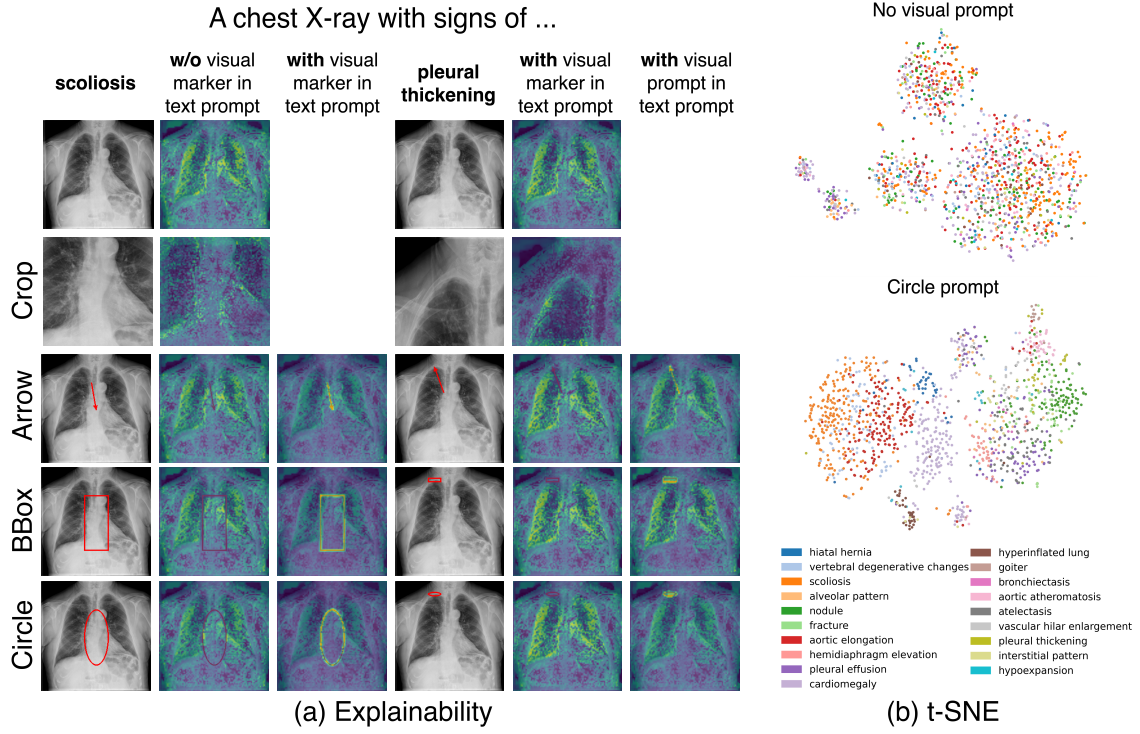 A chest X-ray with signs of ...
scoliosis
w/o visual
marker in
text prompt
with visual
marker in
text prompt
pleural
thickening
with visual
marker in
text prompt
with visual
prompt in
text prompt
Crop
Arrow
BBox
Circle
(a) Explainability
No visual prompt
Circle prompt
hiatal hernia
vertebral degenerative changes
scoliosis
alveolar pattern
nodule
fracture
aortic elongation
hemidiaphragm elevation
pleural effusion
cardiomegaly
hyperinflated lung
goiter
bronchiectasis
aortic atheromatosis
atelectasis
vascular hilar enlargement
pleural thickening
interstitial pattern
hypoexpansion
(b) t-SNE